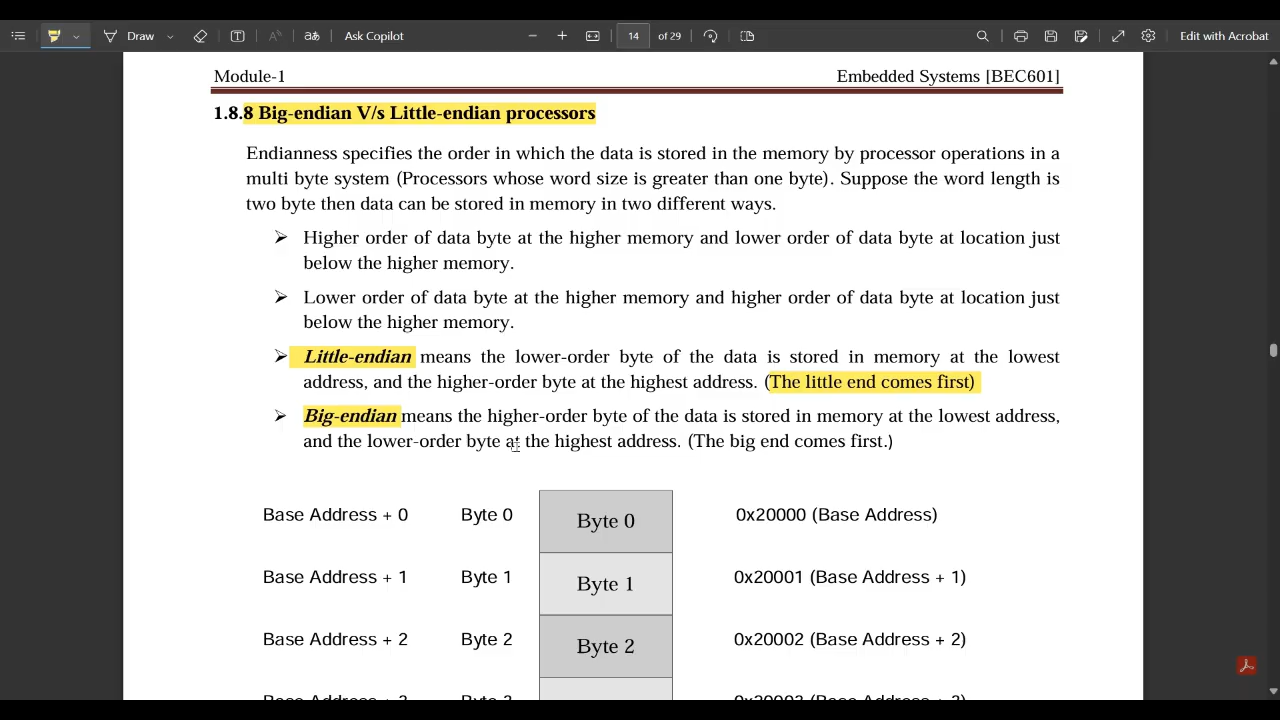 Draw
Ask Copilot
14 of 29
Edit with Acrobat
Module-1 Embedded Systems [BEC601]
1.8.8 Big-endian V/s Little-endian processors
Endianness specifies the order in which the data is stored in the memory by processor operations in a
multi byte system (Processors whose word size is greater than one byte). Suppose the word length is
two byte then data can be stored in memory in two different ways.
➢ Higher order of data byte at the higher memory and lower order of data byte at location just
below the higher memory.
➢ Lower order of data byte at the higher memory and higher order of data byte at location just
below the higher memory.
➢ Little-endian means the lower-order byte of the data is stored in memory at the lowest
address, and the higher-order byte at the highest address. (The little end comes first)
➢ Big-endian means the higher-order byte of the data is stored in memory at the lowest address,
and the lower-order byte at the highest address. (The big end comes first.)
Base Address + 0 Byte 0 Byte 0 0x20000 (Base Address)
Base Address + 1 Byte 1 Byte 1 0x20001 (Base Address + 1)
Base Address + 2 Byte 2 Byte 2 0x20002 (Base Address + 2)
Base Address + 3 Byte 3 0x20003 (Base Address + 3)